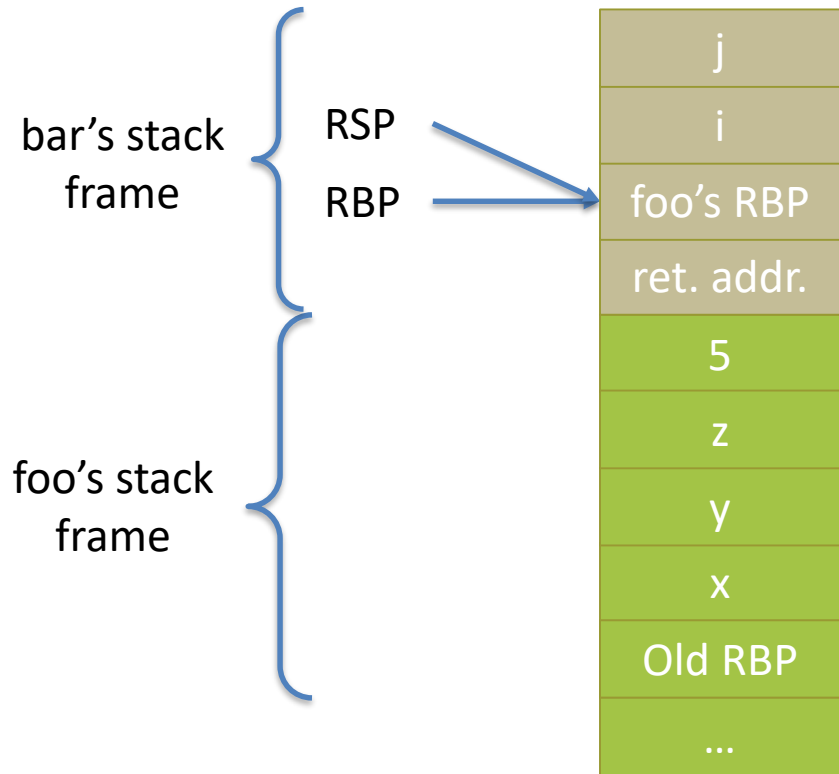 bar’s stack
frame
RSP
RBP
foo’s stack
frame
j
i
foo’s RBP
ret. addr.
5
z
y
x
Old RBP
...